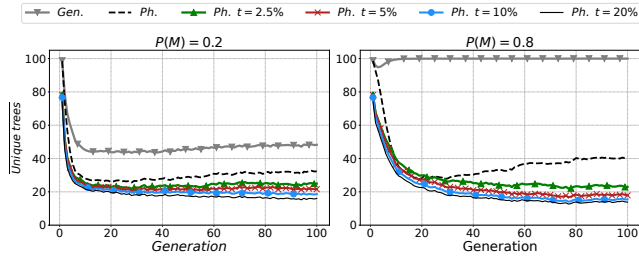 Gen. Ph. Ph. t = 2.5% Ph. t = 5% Ph. t = 10% Ph. t = 20%
P(M) = 0.2 P(M) = 0.8
Unique trees
100 100
80 80
60 60
40 40
20 20
0 0
0 20 40 60 80 100 0 20 40 60 80 100
Generation Generation